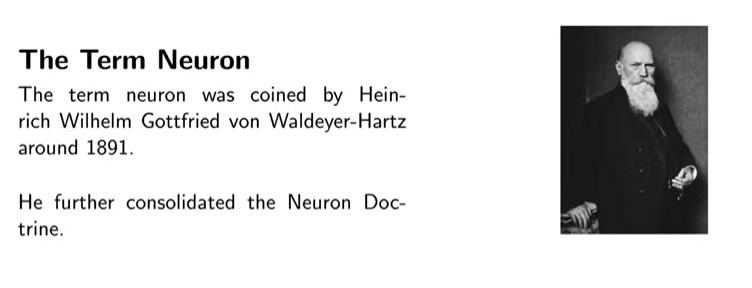 The Term Neuron
The term neuron was coined by Hein-
rich Wilhelm Gottfried von Waldeyer-Hartz
around 1891.
He further consolidated the Neuron Doc-
trine.